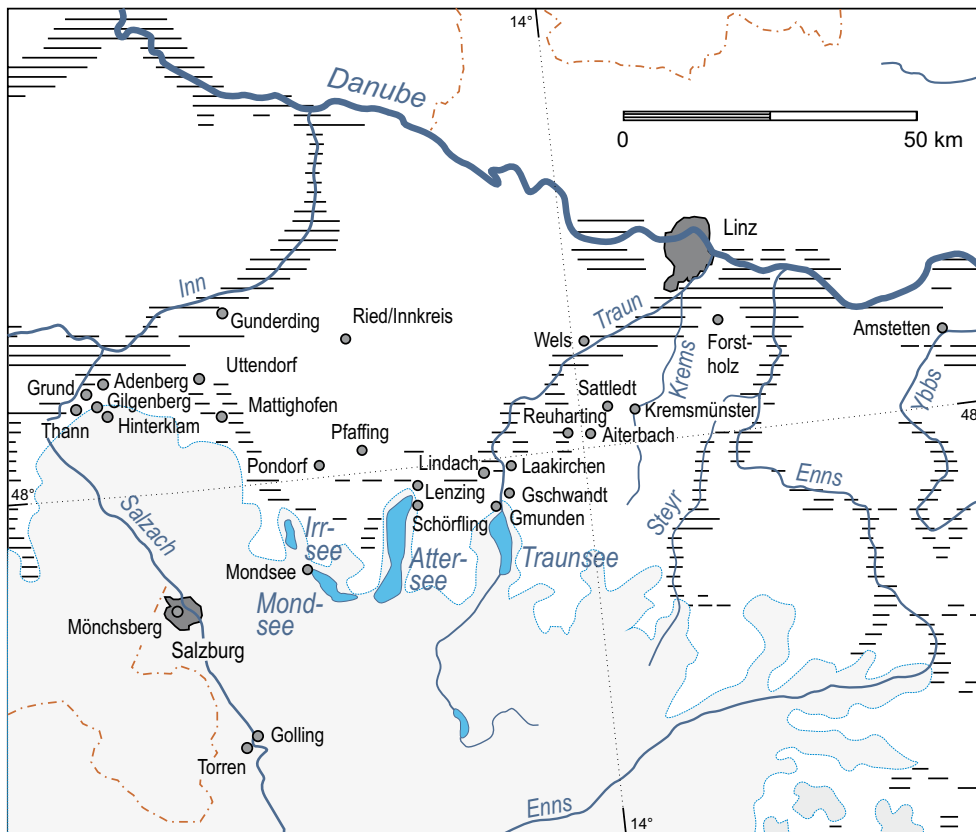 14°
Danube
0
50 km
Linz
Inn
Gunderding
Ried/Innkreis
Traun
Wels
Krems
Forst-
holz
Amstetten
Ybbs
Uttendorf
Grund
Adenberg
Gilgenberg
Thann
Hinterklam
Mattighofen
Sattledt
Reuharting
Kremsmünster
Aiterbach
48
Pfaffing
Pondorf
Lindach
Laakirchen
Lenzing
Gschwandt
Schörfling
Gmunden
Steyr
Enns
48°
Salzach
Irr-
see
Atter-
see
Traunsee
Mondsee
Mond-
see
Mönchsberg
Salzburg
Golling
Torren
Enns
14°